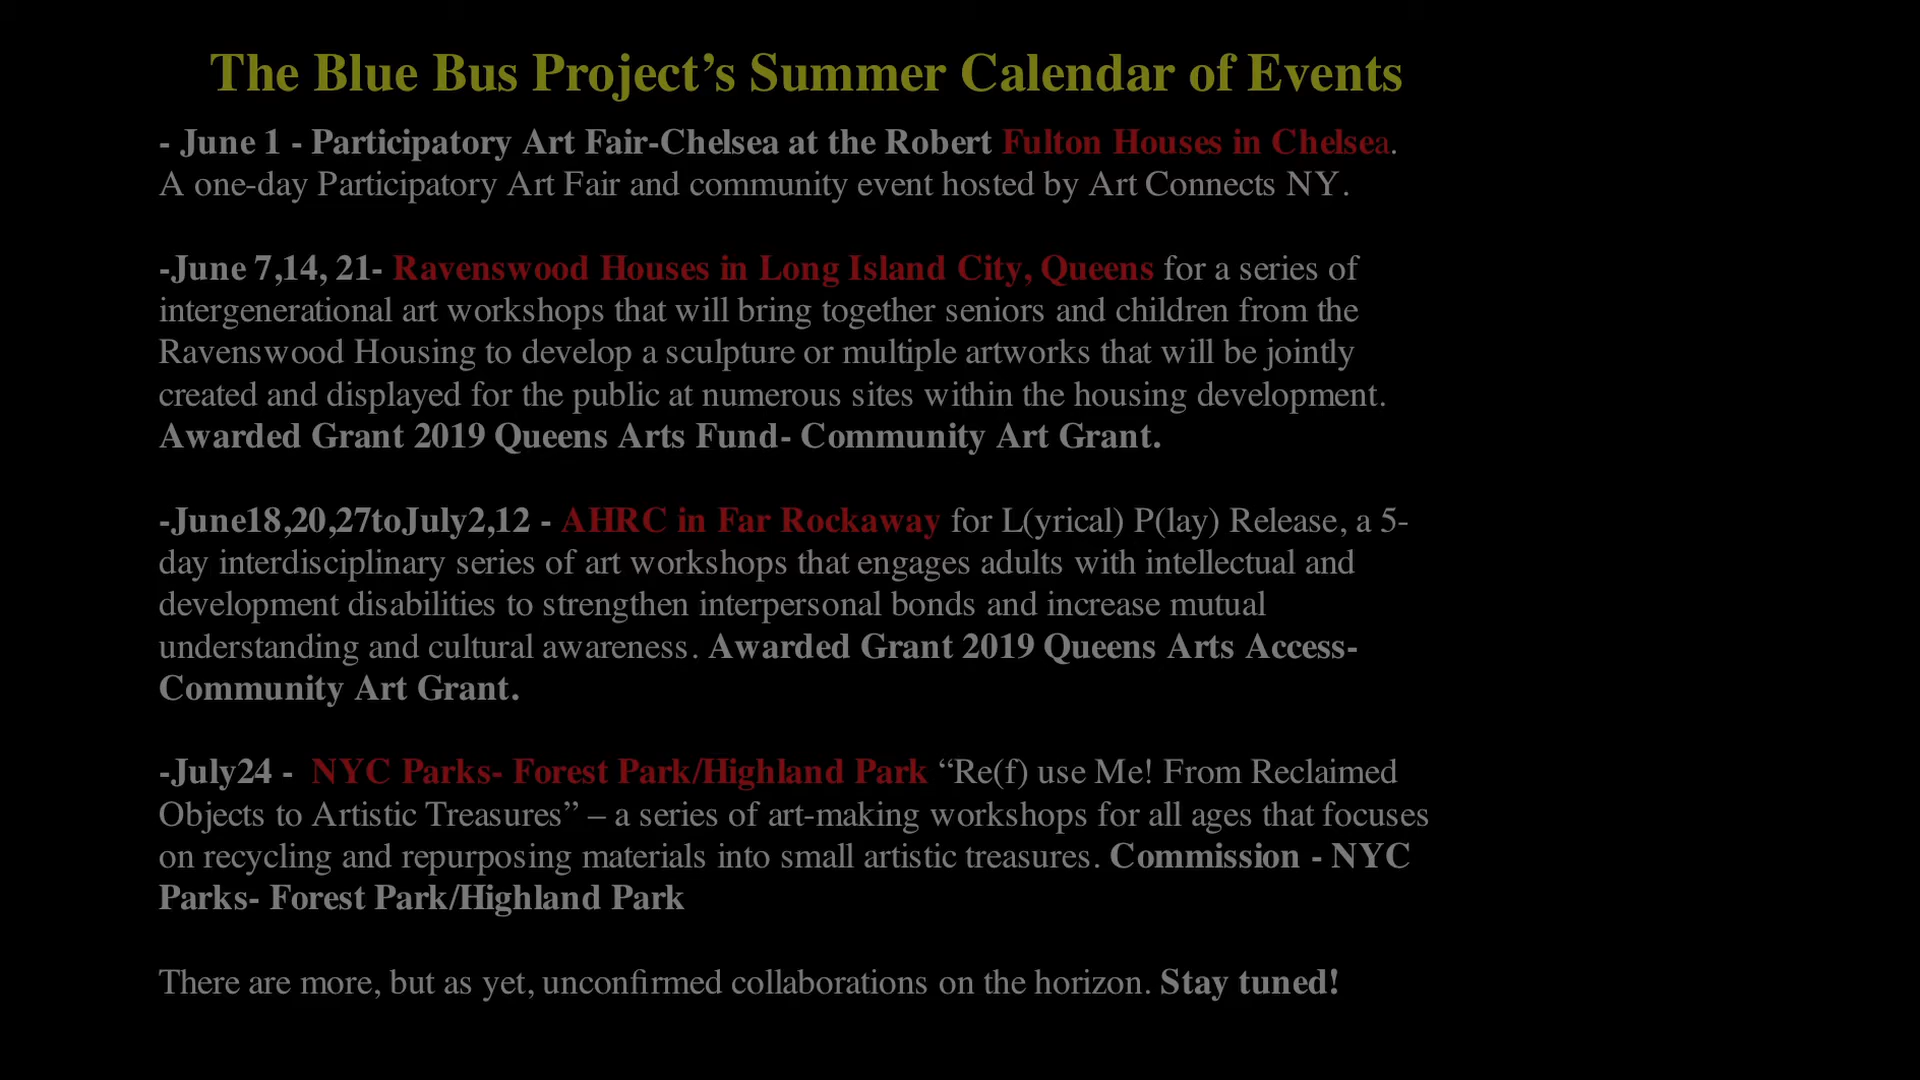 The Blue Bus Project’s Summer Calendar of Events
- June 1 - Participatory Art Fair-Chelsea at the Robert Fulton Houses in Chelsea.
A one-day Participatory Art Fair and community event hosted by Art Connects NY.
-June 7,14, 21- Ravenswood Houses in Long Island City, Queens for a series of
intergenerational art workshops that will bring together seniors and children from the
Ravenswood Housing to develop a sculpture or multiple artworks that will be jointly
created and displayed for the public at numerous sites within the housing development.
Awarded Grant 2019 Queens Arts Fund- Community Art Grant.
-June18,20,27toJuly2,12 - AHRC in Far Rockaway for L(yrical) P(lay) Release, a 5-
day interdisciplinary series of art workshops that engages adults with intellectual and
development disabilities to strengthen interpersonal bonds and increase mutual
understanding and cultural awareness. Awarded Grant 2019 Queens Arts Access-
Community Art Grant.
-July24 - NYC Parks- Forest Park/Highland Park “Re(f) use Me! From Reclaimed
Objects to Artistic Treasures” – a series of art-making workshops for all ages that focuses
on recycling and repurposing materials into small artistic treasures. Commission - NYC
Parks- Forest Park/Highland Park
There are more, but as yet, unconfirmed collaborations on the horizon. Stay tuned!